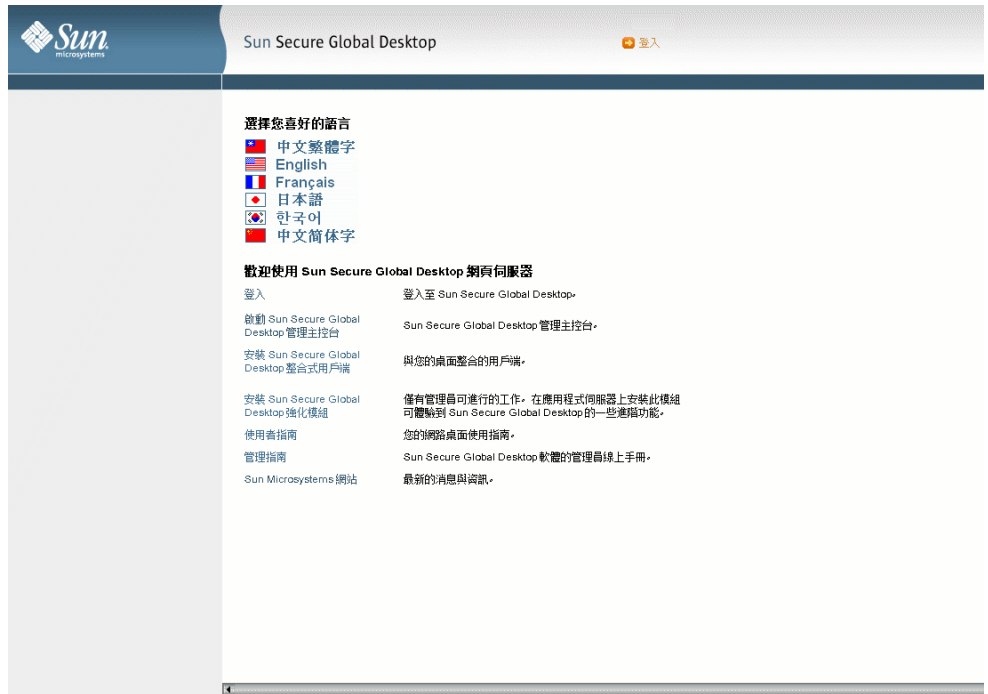 Sun
microsystems
Sun Secure Global Desktop
登入
選擇您喜好的語言
中文繁體字
English
Français
日本語
한국어
中文简体字
歡迎使用 Sun Secure Global Desktop 網頁伺服器
登入
登入至 Sun Secure Global Desktop。
啟動 Sun Secure Global
Desktop 管理主控台
Sun Secure Global Desktop 管理主控台。
安裝 Sun Secure Global
Desktop 整合式用戶端
與您的桌面整合的用戶端。
安裝 Sun Secure Global
Desktop 強化模組
僅有管理員可進行的工作。在應用程式伺服器上安裝此模組
可體驗到 Sun Secure Global Desktop 的一些進階功能。
使用者指南
您的網路桌面使用指南。
管理指南
Sun Secure Global Desktop 軟體的管理員線上手冊。
Sun Microsystems 網站
最新的消息與資訊。